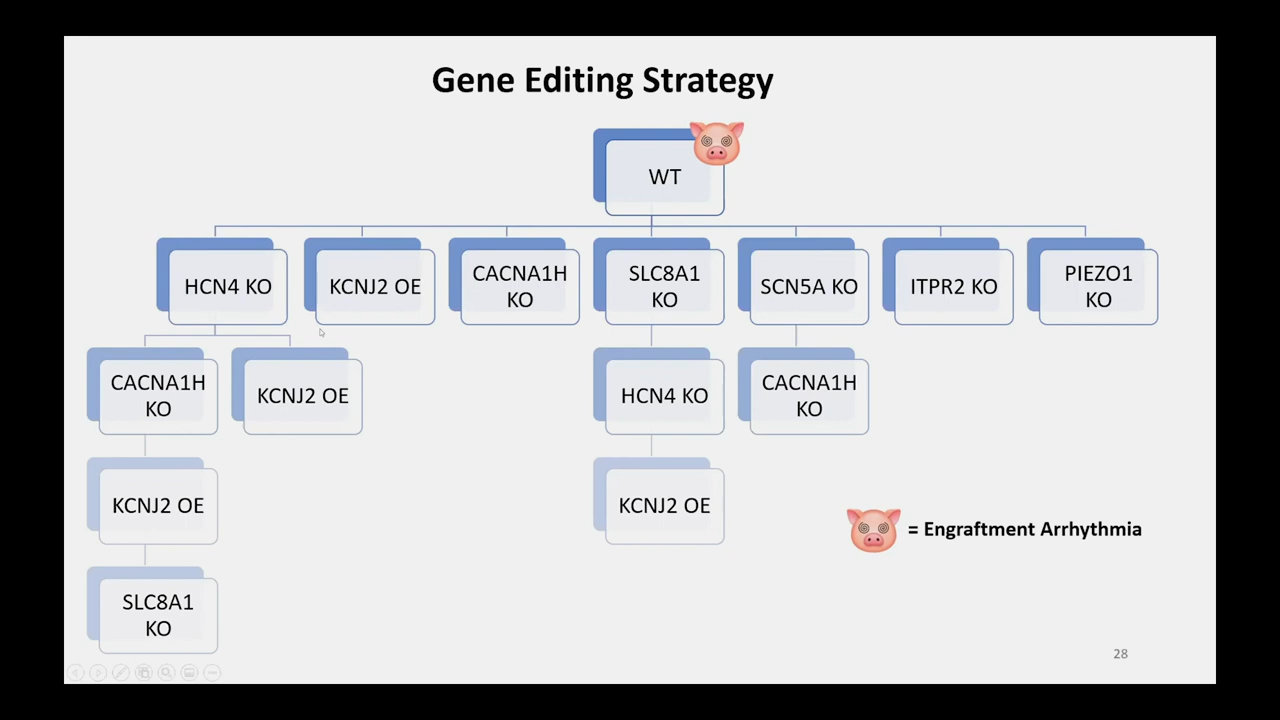 Gene Editing Strategy
WT
HCN4 KO
KCNJ2 OE
CACNA1H
KO
SLC8A1
KO
SCN5A KO
ITPR2 KO
PIEZO1
KO
CACNA1H
KO
KCNJ2 OE
HCN4 KO
CACNA1H
KO
KCNJ2 OE
KCNJ2 OE
= Engraftment Arrhythmia
SLC8A1
KO
28